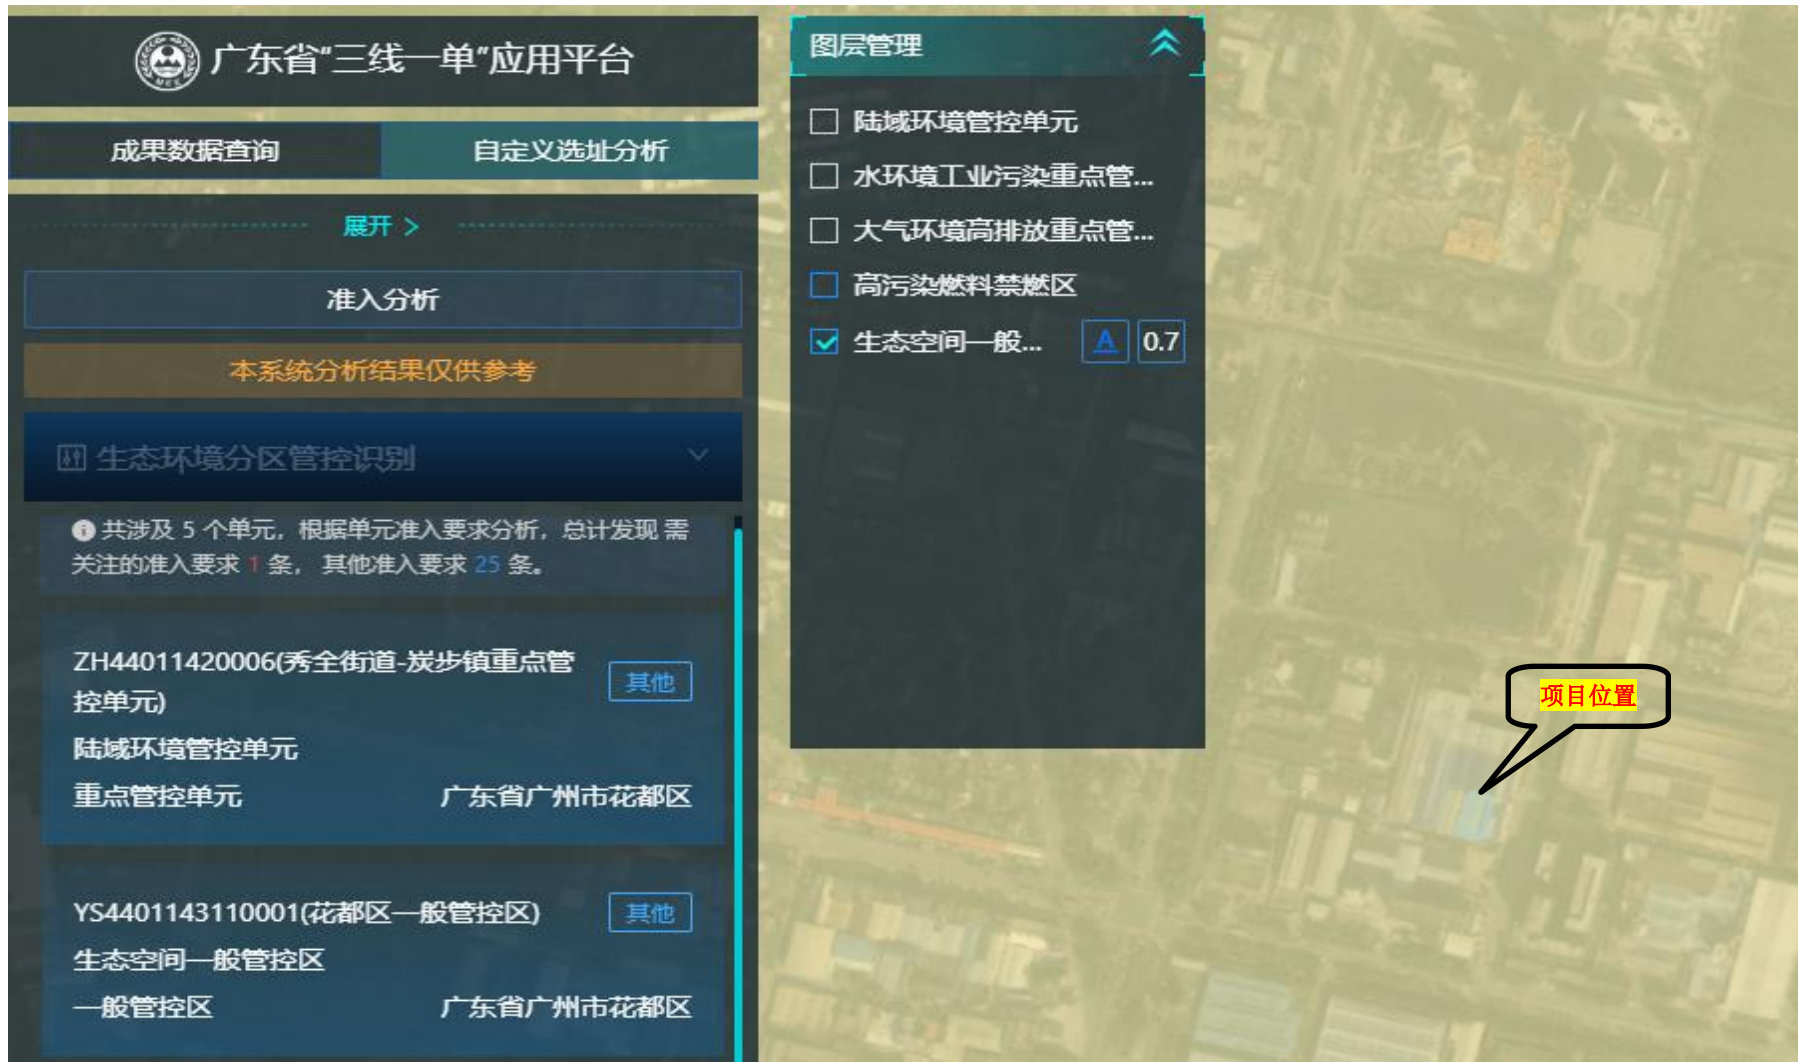 广东省“三线一单”应用平台
成果数据查询
自定义选址分析
展开 >
准入分析
本系统分析结果仅供参考
生态环境分区管控识别
共涉及 5 个单元，根据单元准入要求分析，总计发现 需
关注的准入要求 1 条， 其他准入要求 25 条。
ZH44011420006(秀全街道-炭步镇重点管
控单元)
其他
陆域环境管控单元
重点管控单元 广东省广州市花都区
YS4401143110001(花都区一般管控区)
其他
生态空间一般管控区
一般管控区 广东省广州市花都区
图层管理
陆域环境管控单元
水环境工业污染重点管...
大气环境高排放重点管...
高污染燃料禁燃区
生态空间一般... A 0.7
项目位置